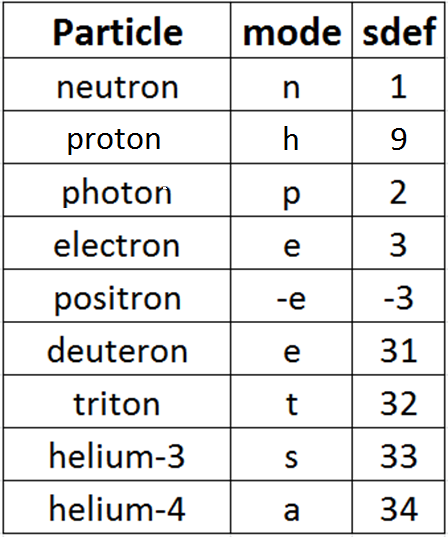 Particle mode sdef
neutron n 1
proton h 9
photon p 2
electron e 3
positron -e -3
deuteron e 31
triton t 32
helium-3 s 33
helium-4 a 34